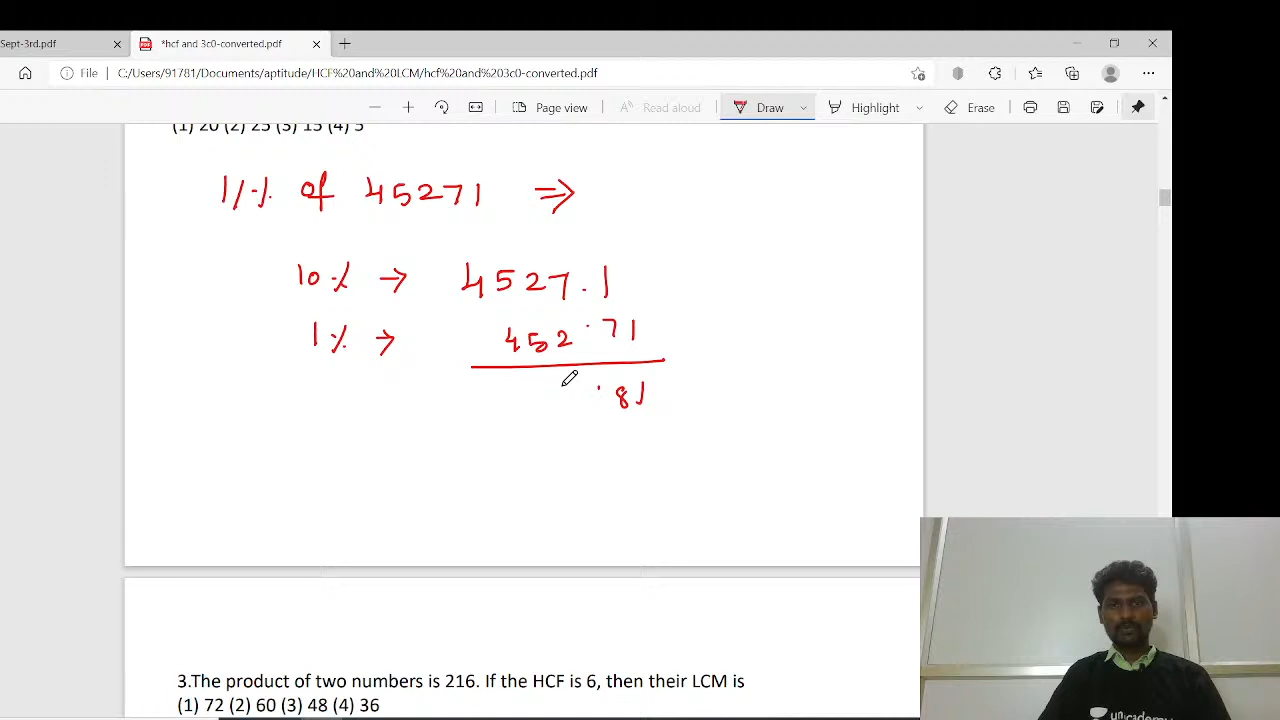 Sept-3rd.pdf
*hcf and 3c0-converted.pdf
File
C:/Users/91781/Documents/aptitude/HCF%20and%20LCM/hcf%20and%203c0-converted.pdf
Page view
Read aloud
Draw
Highlight
Erase
(1) 20 (2) 25 (3) 15 (4) 5
11% of 45271 ⇒
10% → 4527.1
1% → 452.71
.81
3.The product of two numbers is 216. If the HCF is 6, then their LCM is
(1) 72 (2) 60 (3) 48 (4) 36
unacademy